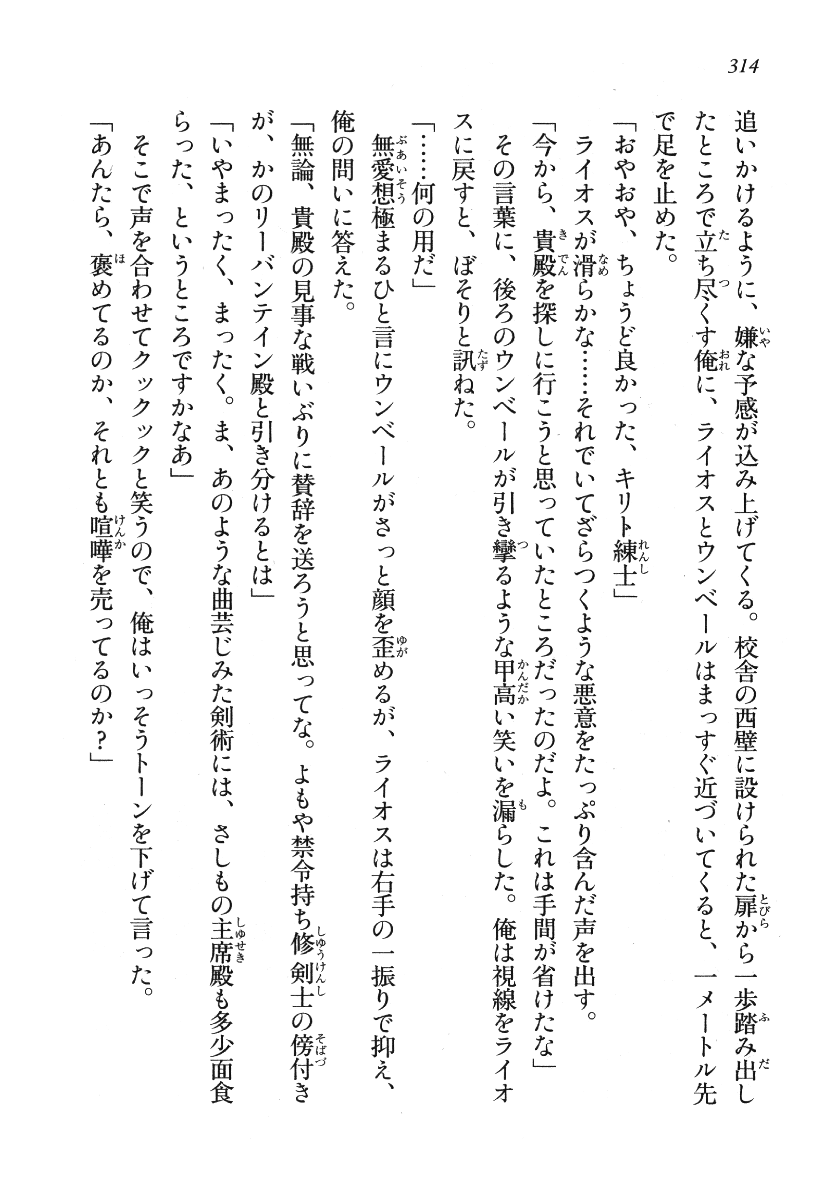 314
追いかけるように、嫌な予感が込み上げてくる。校舎の西壁に設けられた扉から一歩踏み出し
たところで立ち尽くす俺に、ライオスとウンベールはまっすぐ近づいてくると、一メートル先
で足を止めた。
「おやおや、ちょうど良かった、キリト練士」
ライオスが滑らかな……それでいてざらつくような悪意をたっぷり含んだ声を出す。
「今から、貴殿を探しに行こうと思っていたところだったのだよ。これは手間が省けたな」
その言葉に、後ろのウンベールが引き攣るような甲高い笑いを漏らした。俺は視線をライオ
スに戻すと、ぼそりと訊ねた。
「……何の用だ」
無愛想極まるひと言にウンベールがさっと顔を歪めるが、ライオスは右手の一振りで抑え、
俺の問いに答えた。
「無論、貴殿の見事な戦いぶりに賛辞を送ろうと思ってな。よもや禁令持ち修剣士の傍付き
が、かのリーバンテイン殿と引き分けるとは」
「いやまったく、まったく。ま、あのような曲芸じみた剣術には、さしもの主席殿も多少面食
らった、というところですかなあ」
そこで声を合わせてクックックと笑うので、俺はいっそうトーンを下げて言った。
「あんたら、褒めてるのか、それとも喧嘩を売ってるのか？」